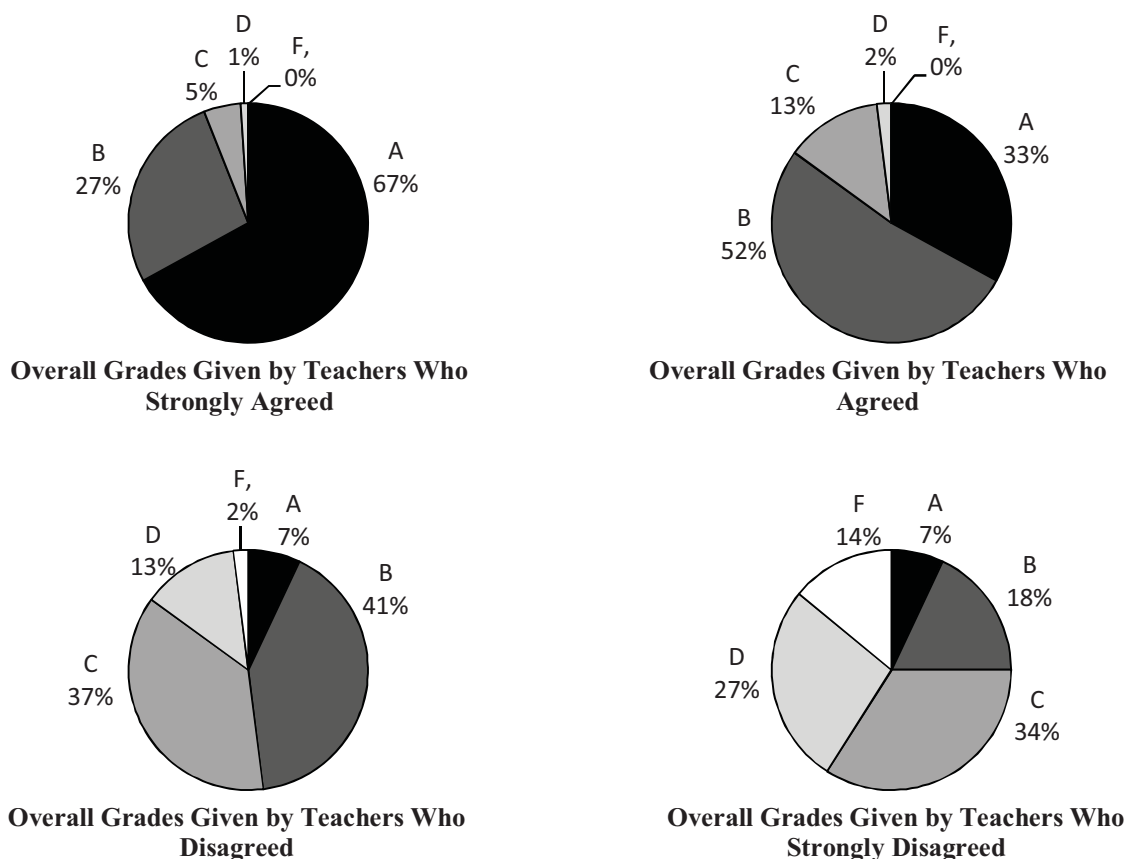 D
1%
F,
0%
C
5%
B
27%
A
67%
Overall Grades Given by Teachers Who
Strongly Agreed
D
2%
F,
0%
C
13%
A
33%
B
52%
Overall Grades Given by Teachers Who
Agreed
F,
2%
A
7%
D
13%
B
41%
C
37%
Overall Grades Given by Teachers Who
Disagreed
F
14%
A
7%
B
18%
D
27%
C
34%
Overall Grades Given by Teachers Who
Strongly Disagreed